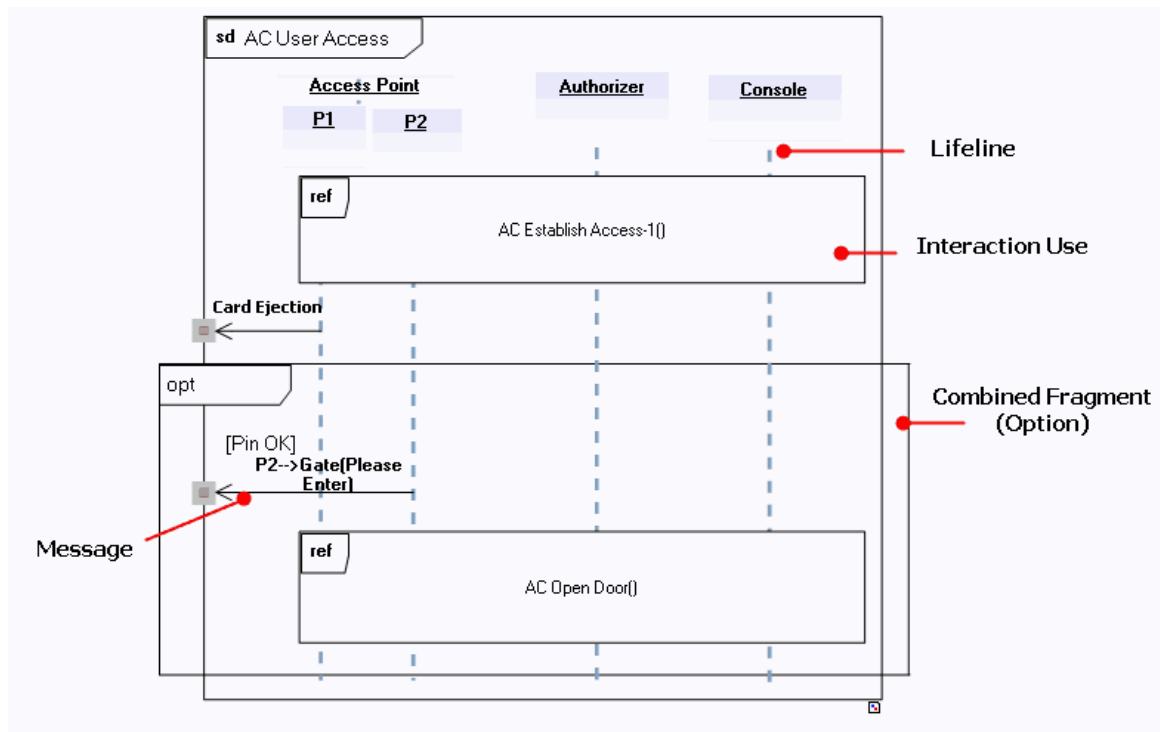 sd AC User Access
Access Point
Authorizer
Console
P1
P2
Lifeline
ref
AC Establish Access-1()
Interaction Use
Card Ejection
opt
Combined Fragment
(Option)
[Pin OK]
P2-->Gate(Please
Enter)
Message
ref
AC Open Door()